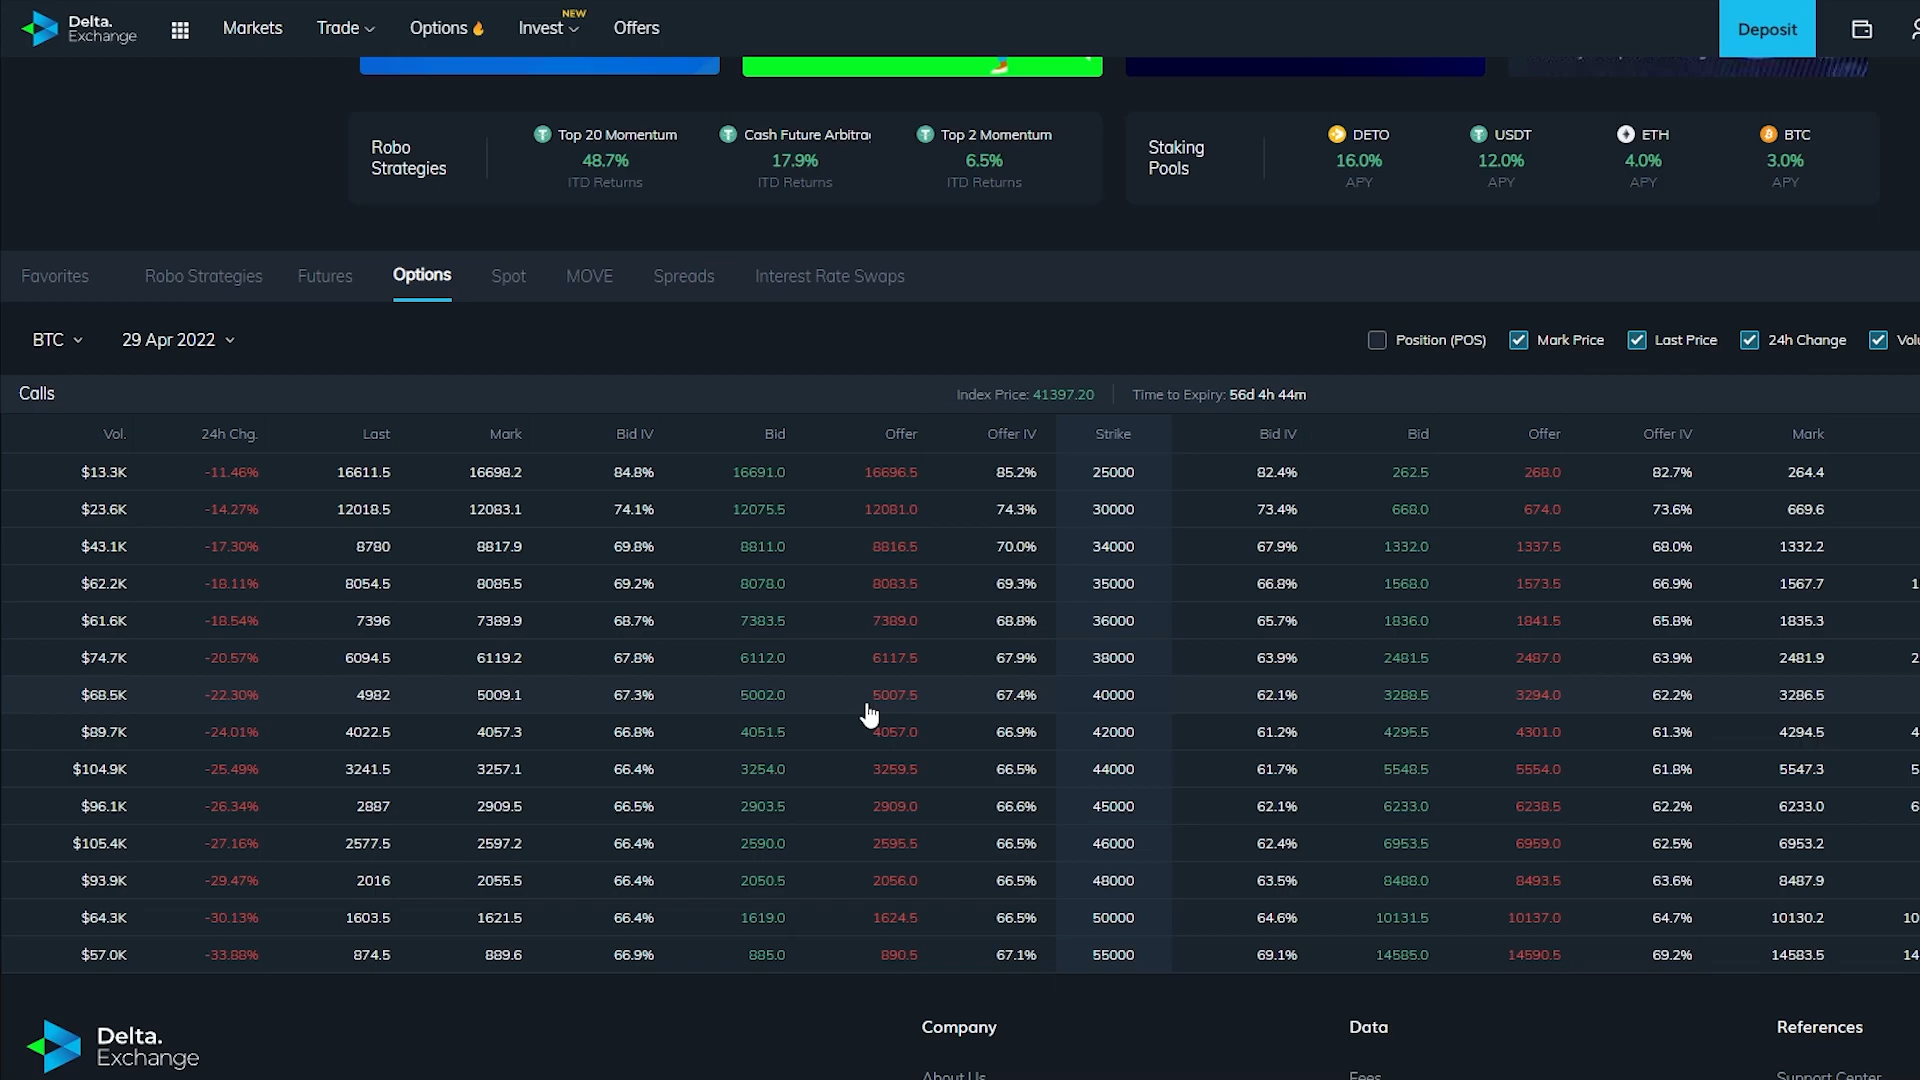 Delta. Exchange Markets Trade Options Invest NEW Offers Deposit
Robo Strategies Top 20 Momentum Cash Future Arbitra Top 2 Momentum Staking Pools DETO USDT ETH BTC
48.7% 17.9% 6.5% 16.0% 12.0% 4.0% 3.0%
ITD Returns ITD Returns ITD Returns APY APY APY APY
Favorites Robo Strategies Futures Options Spot MOVE Spreads Interest Rate Swaps
BTC 29 Apr 2022 Position (POS) Mark Price Last Price 24h Change
Calls Index Price: 41397.20 Time to Expiry: 56d 4h 44m
Vol. 24h Chg. Last Mark Bid IV Bid Offer Offer IV Strike Bid IV Bid Offer Offer IV Mark
$13.3K -11.46% 16611.5 16698.2 84.8% 16691.0 16696.5 85.2% 25000 82.4% 262.5 268.0 82.7% 264.4
$23.6K -14.27% 12018.5 12083.1 74.1% 12075.5 12081.0 74.3% 30000 73.4% 668.0 674.0 73.6% 669.6
$43.1K -17.30% 8780 8817.9 69.8% 8811.0 8816.5 70.0% 34000 67.9% 1332.0 1337.5 68.0% 1332.2
$62.2K -18.11% 8054.5 8085.5 69.2% 8078.0 8083.5 69.3% 35000 66.8% 1568.0 1573.5 66.9% 1567.7
$61.6K -18.54% 7396 7389.9 68.7% 7383.5 7389.0 68.8% 36000 65.7% 1836.0 1841.5 65.8% 1835.3
$74.7K -20.57% 6094.5 6119.2 67.8% 6112.0 6117.5 67.9% 38000 63.9% 2481.5 2487.0 63.9% 2481.9
$68.5K -22.30% 4982 5009.1 67.3% 5002.0 5007.5 67.4% 40000 62.1% 3288.5 3294.0 62.2% 3286.5
$89.7K -24.01% 4022.5 4057.3 66.8% 4051.5 4057.0 66.9% 42000 61.2% 4295.5 4301.0 61.3% 4294.5
$104.9K -25.49% 3241.5 3257.1 66.4% 3254.0 3259.5 66.5% 44000 61.7% 5548.5 5554.0 61.8% 5547.3
$96.1K -26.34% 2887 2909.5 66.5% 2903.5 2909.0 66.6% 45000 62.1% 6233.0 6238.5 62.2% 6233.0
$105.4K -27.16% 2577.5 2597.2 66.4% 2590.0 2595.5 66.5% 46000 62.4% 6953.5 6959.0 62.5% 6953.2
$93.9K -29.47% 2016 2055.5 66.4% 2050.5 2056.0 66.5% 48000 63.5% 8488.0 8493.5 63.6% 8487.9
$64.3K -30.13% 1603.5 1621.5 66.4% 1619.0 1624.5 66.5% 50000 64.6% 10131.5 10137.0 64.7% 10130.2
$57.0K -33.88% 874.5 889.6 66.9% 885.0 890.5 67.1% 55000 69.1% 14585.0 14590.5 69.2% 14583.5
Delta. Exchange Company Data References
About Us Fees Support Center